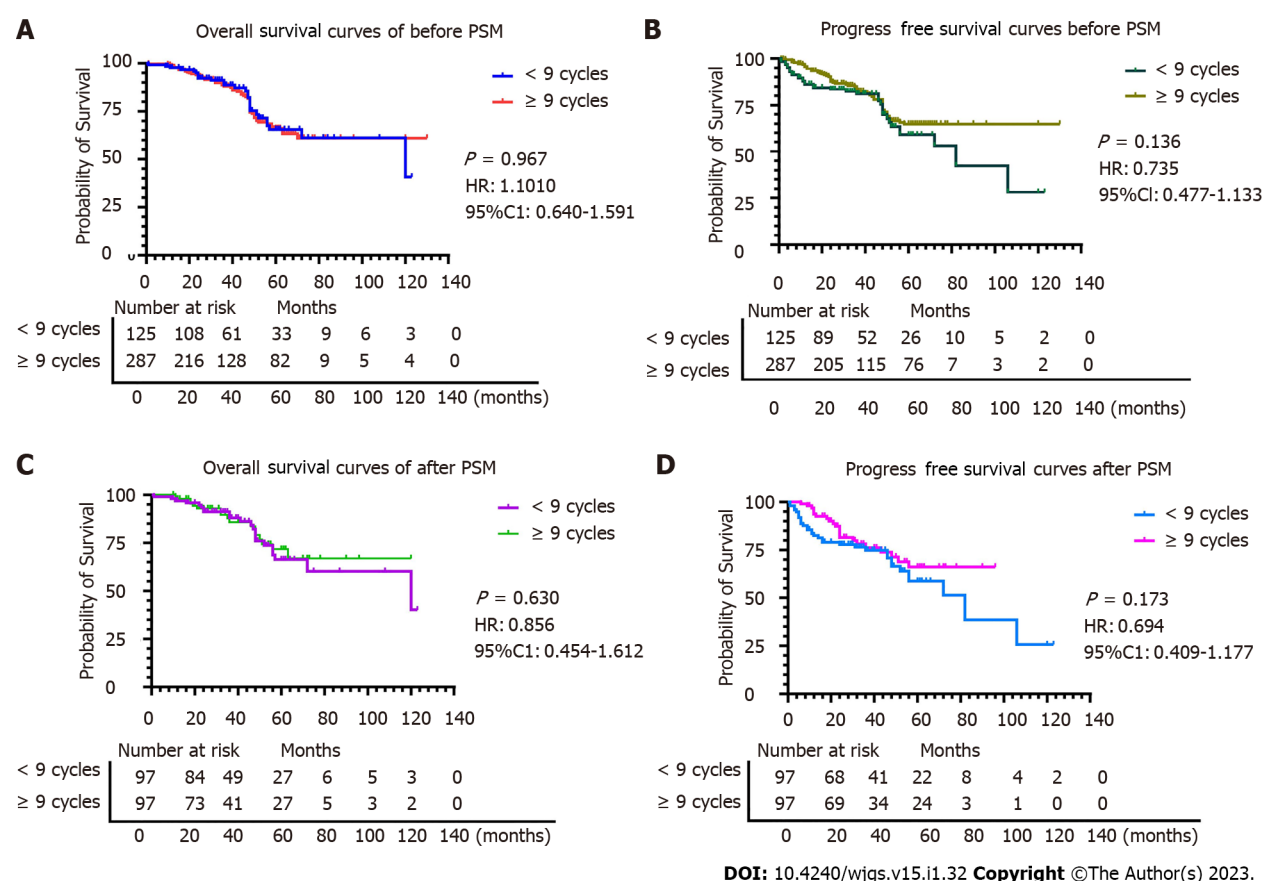 A
Overall survival curves of before PSM
100
75
50
25
0
Probability of Survival
< 9 cycles
≥ 9 cycles
P = 0.967
HR: 1.1010
95%C1: 0.640-1.591
0 20 40 60 80 100 120 140
Number at risk Months
< 9 cycles 125 108 61 33 9 6 3 0
≥ 9 cycles 287 216 128 82 9 5 4 0
0 20 40 60 80 100 120 140 (months)
B
Progress free survival curves before PSM
100
75
50
25
0
Probability of Survival
< 9 cycles
≥ 9 cycles
P = 0.136
HR: 0.735
95%CI: 0.477-1.133
0 20 40 60 80 100 120 140
Number at risk Months
< 9 cycles 125 89 52 26 10 5 2 0
≥ 9 cycles 287 205 115 76 7 3 2 0
0 20 40 60 80 100 120 140 (months)
C
Overall survival curves of after PSM
100
75
50
25
0
Probability of Survival
< 9 cycles
≥ 9 cycles
P = 0.630
HR: 0.856
95%C1: 0.454-1.612
0 20 40 60 80 100 120 140
Number at risk Months
< 9 cycles 97 84 49 27 6 5 3 0
≥ 9 cycles 97 73 41 27 5 3 2 0
0 20 40 60 80 100 120 140 (months)
D
Progress free survival curves after PSM
100
75
50
25
0
Probability of Survival
< 9 cycles
≥ 9 cycles
P = 0.173
HR: 0.694
95%C1: 0.409-1.177
0 20 40 60 80 100 120 140
Number at risk Months
< 9 cycles 97 68 41 22 8 4 2 0
≥ 9 cycles 97 69 34 24 3 1 0 0
0 20 40 60 80 100 120 140 (months)
DOI: 10.4240/wjgs.v15.i1.32 Copyright ©The Author(s) 2023.